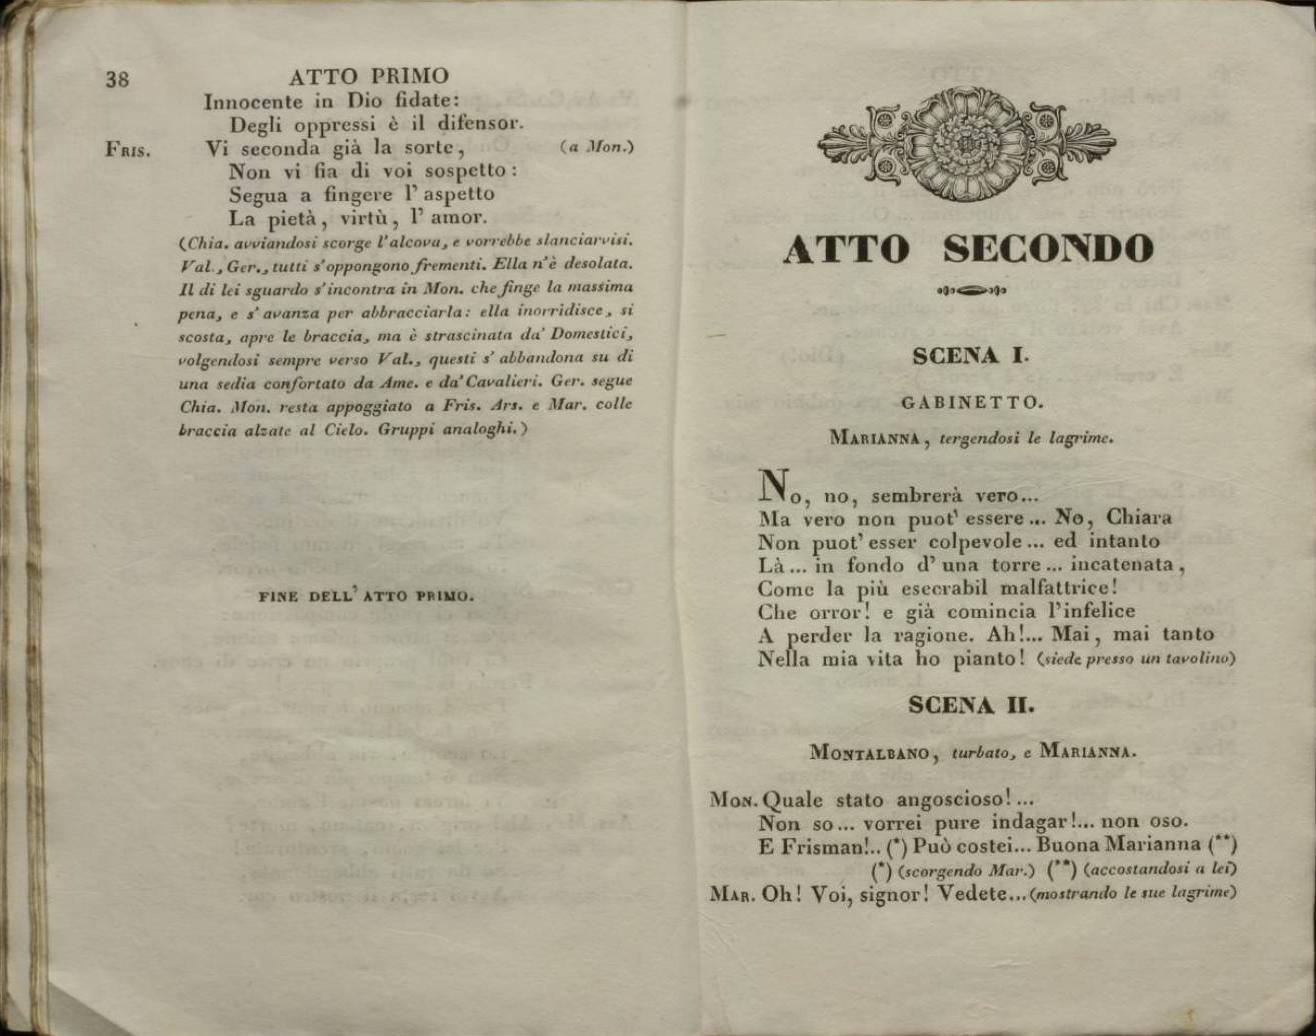 38 ATTO PRIMO
Innocente in Dio fidate:
Degli oppressi è il difensor.
FRIS. Vi seconda già la sorte, (a Mon.)
Non vi fia di voi sospetto:
Segua a fingere l' aspetto
La pietà, virtù, l' amor.
(Chia. avviandosi scorge l'alcova, e vorrebbe slanciarvisi.
Val., Ger., tutti s'oppongono frementi. Ella n'è desolata.
Il di lei sguardo s'incontra in Mon. che finge la massima
pena, e s'avanza per abbracciarla: ella inorridisce, si
scosta, apre le braccia, ma è strascinata da' Domestici,
volgendosi sempre verso Val., questi s' abbandona su di
una sedia confortato da Ame. e da' Cavalieri. Ger. segue
Chia. Mon. resta appoggiato a Fris. Ars. e Mar. colle
braccia alzate al Cielo. Gruppi analoghi.)
FINE DELL' ATTO PRIMO.
ATTO SECONDO
SCENA I.
GABINETTO.
MARIANNA, tergendosi le lagrime.
No, no, sembrerà vero...
Ma vero non puot' essere... No, Chiara
Non puot' esser colpevole... ed intanto
Là... in fondo d' una torre... incatenata,
Come la più esecrabil malfattrice!
Che orror! e già comincia l'infelice
A perder la ragione. Ah!... Mai, mai tanto
Nella mia vita ho pianto! (siede presso un tavolino)
SCENA II.
MONTALBANO, turbato, e MARIANNA.
MON. Quale stato angoscioso!...
Non so... vorrei pure indagar!... non oso.
E Frisman!.. (*) Può costei... Buona Marianna (**)
(*) (scorgendo Mar.) (**) (accostandosi a lei)
MAR. Oh! Voi, signor! Vedete... (mostrando le sue lagrime)